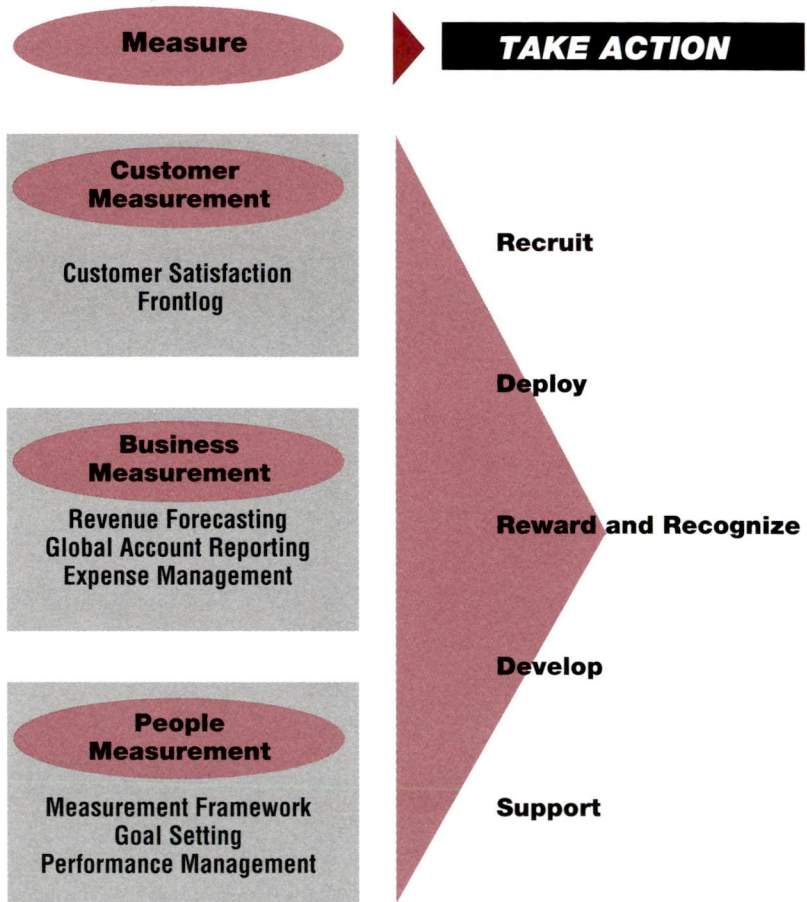 Measure
TAKE ACTION
Customer
Measurement
Customer Satisfaction
Frontlog
Business
Measurement
Revenue Forecasting
Global Account Reporting
Expense Management
People
Measurement
Measurement Framework
Goal Setting
Performance Management
Recruit
Deploy
Reward and Recognize
Develop
Support